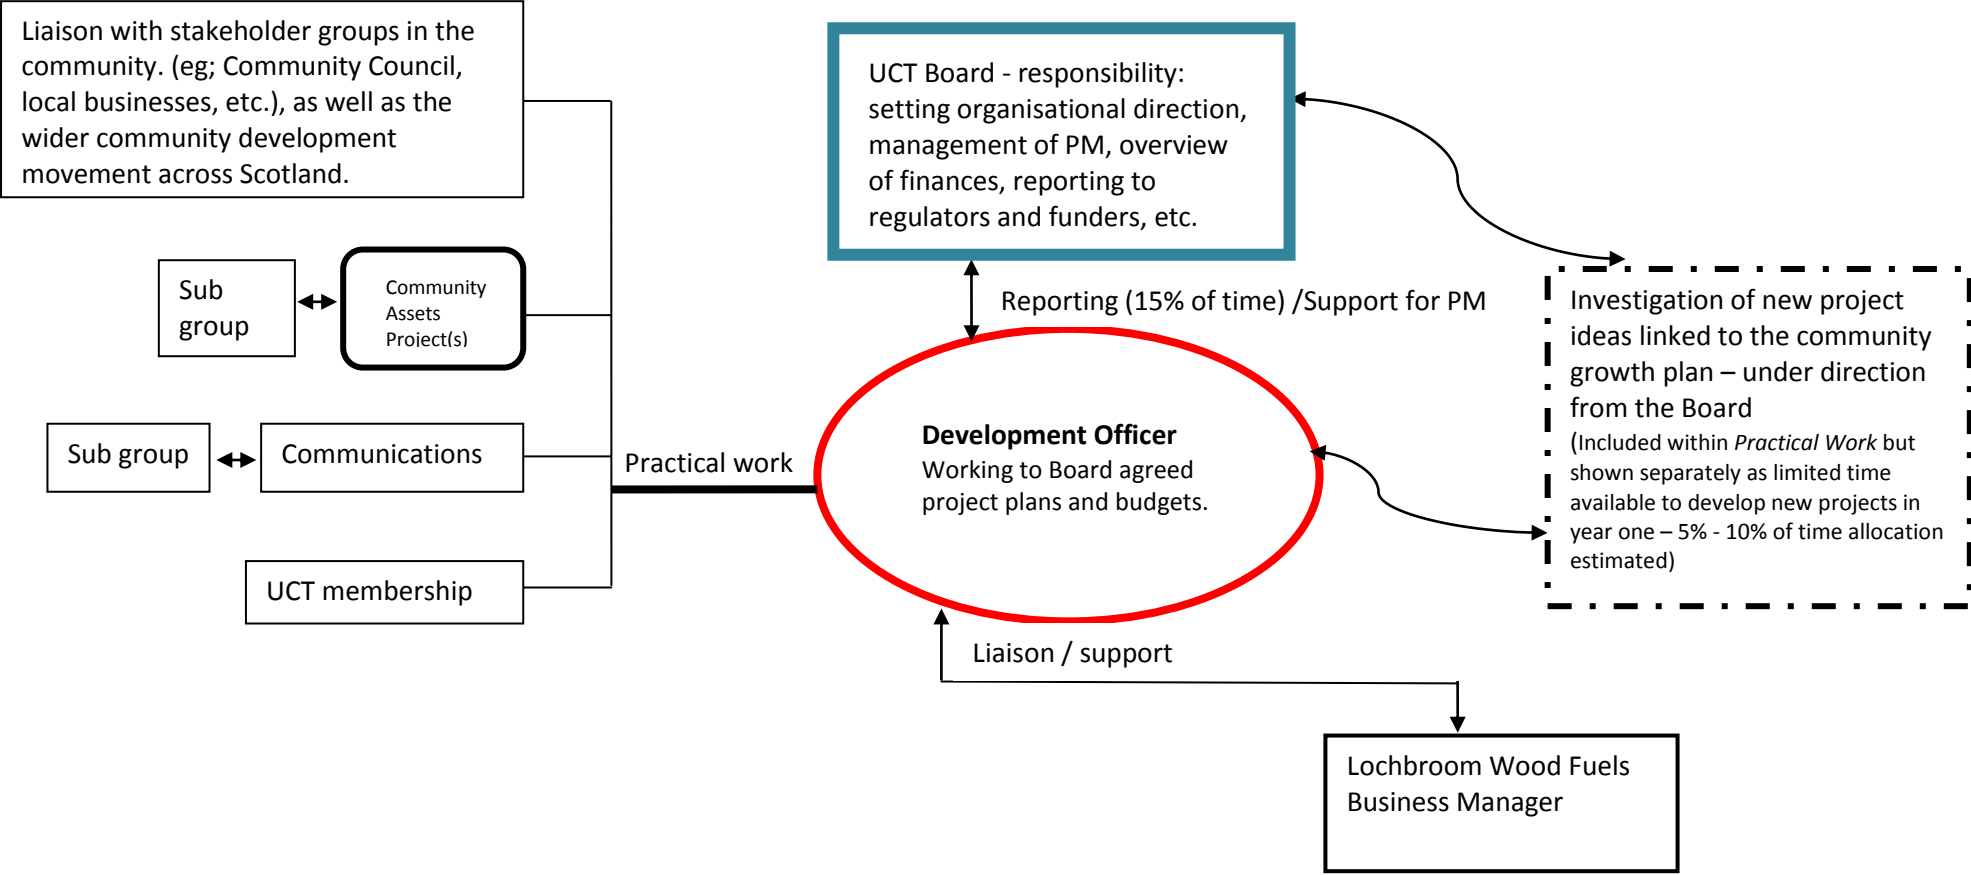 Liaison with stakeholder groups in the
community. (eg; Community Council,
local businesses, etc.), as well as the
wider community development
movement across Scotland.
UCT Board - responsibility:
setting organisational direction,
management of PM, overview
of finances, reporting to
regulators and funders, etc.
Sub
group
Community
Assets
Project(s)
Reporting (15% of time) /Support for PM
Investigation of new project
ideas linked to the community
growth plan – under direction
from the Board
(Included within Practical Work but
shown separately as limited time
available to develop new projects in
year one – 5% - 10% of time allocation
estimated)
Sub group
Communications
Practical work
Development Officer
Working to Board agreed
project plans and budgets.
UCT membership
Liaison / support
Lochbroom Wood Fuels
Business Manager